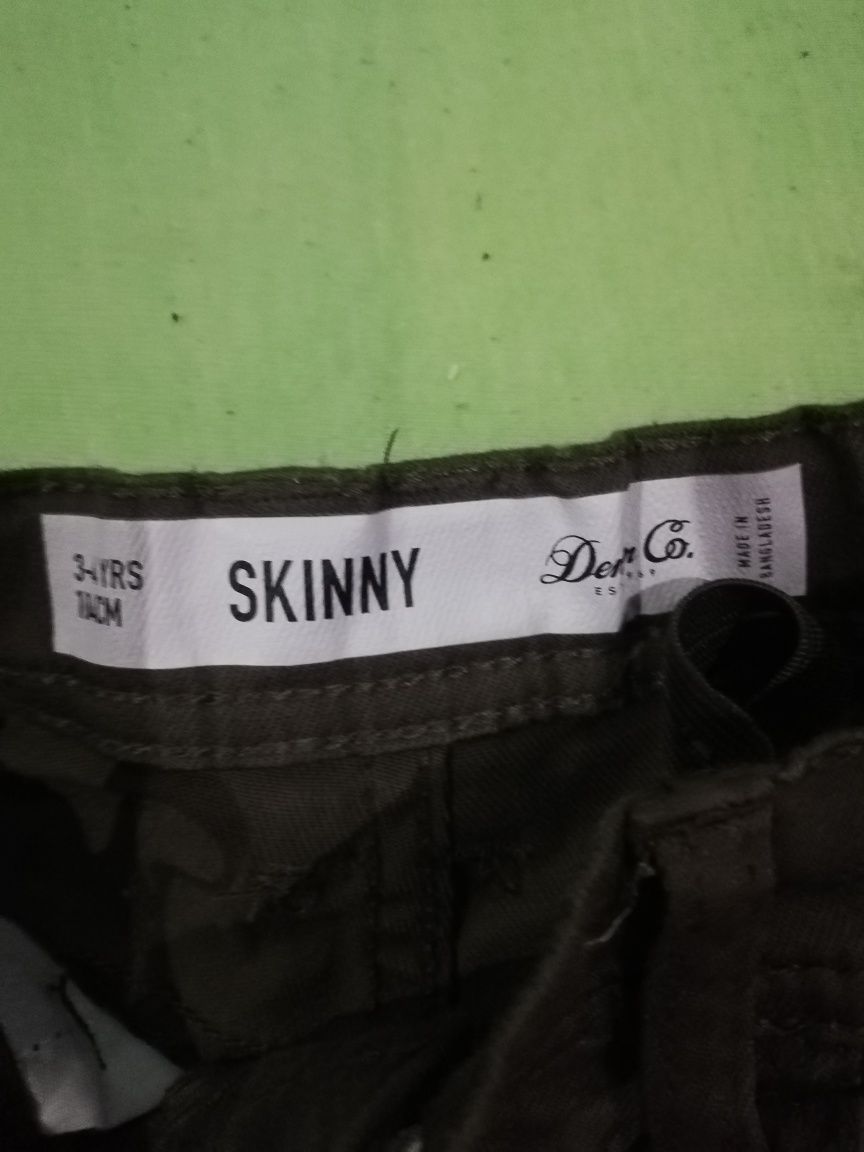 3-4YRS
104CM
SKINNY
Co.
MADE IN
BANGLADESH